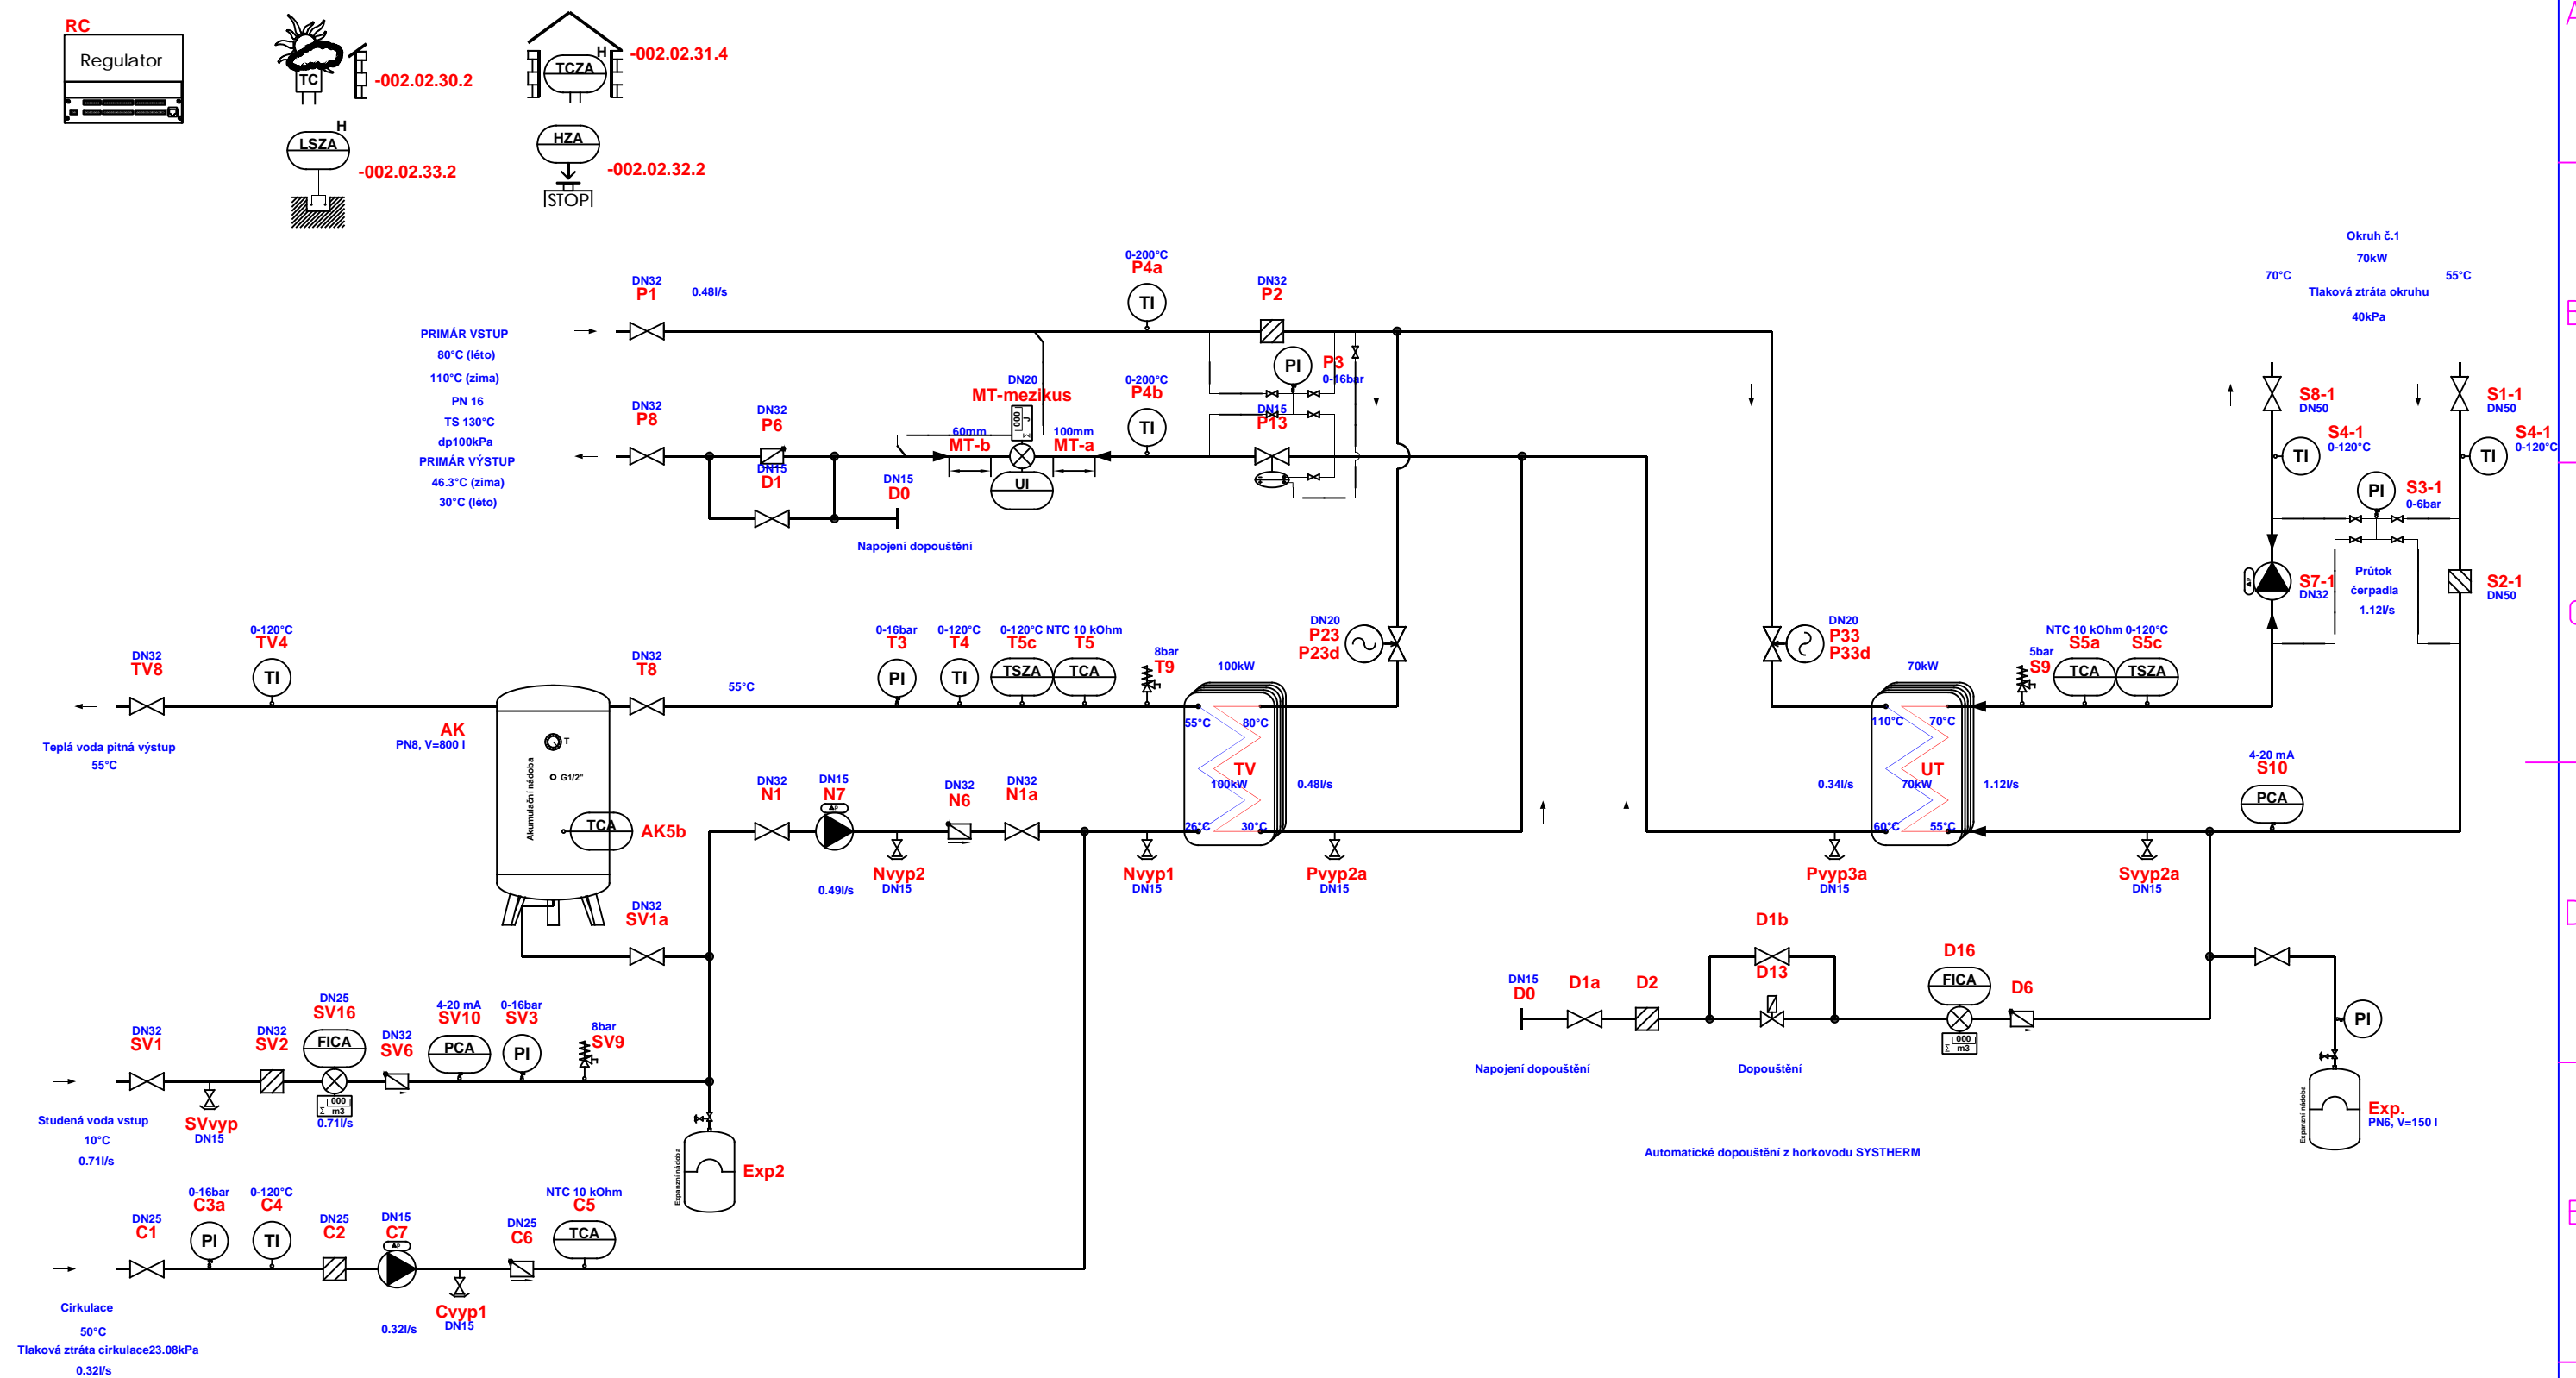 RC
Regulator
TC
-002.02.30.2
H
TCZA
-002.02.31.4
H
LSZA
-002.02.33.2
HZA
-002.02.32.2
STOP
Okruh č.1
70kW
70°C
55°C
Tlaková ztráta okruhu
40kPa
DN32
P1
0.48l/s
0-200°C
P4a
TI
DN32
P2
PRIMÁR VSTUP
80°C (léto)
110°C (zima)
PN 16
TS 130°C
dp100kPa
PRIMÁR VÝSTUP
46.3°C (zima)
30°C (léto)
DN32
P8
DN32
P6
DN15
D1
DN15
D0
Napojení dopouštění
DN20
MT-mezikus
000
J
Σ
60mm
MT-b
100mm
MT-a
UI
0-200°C
P4b
TI
PI
P3
0-16bar
DN15
P13
S8-1
DN50
S1-1
DN50
S4-1
0-120°C
TI
S4-1
0-120°C
TI
PI
S3-1
0-6bar
S7-1
DN32
Průtok
čerpadla
1.12l/s
S2-1
DN50
DN32
TV8
0-120°C
TV4
TI
DN32
T8
55°C
0-16bar
T3
PI
0-120°C
T4
TI
0-120°C
T5c
TSZA
NTC 10 kOhm
T5
TCA
8bar
T9
100kW
DN20
P23
P23d
DN20
P33
P33d
70kW
5bar
S9
NTC 10 kOhm
S5a
TCA
0-120°C
S5c
TSZA
Teplá voda pitná výstup
55°C
AK
PN8, V=800 l
T
G1/2"
Akumulační nádoba
TCA
AK5b
55°C
80°C
TV
100kW
26°C
30°C
0.48l/s
110°C
70°C
UT
70kW
60°C
55°C
0.34l/s
1.12l/s
4-20 mA
S10
PCA
DN32
N1
DN15
N7
0.49l/s
DN32
N6
DN32
N1a
Nvyp2
DN15
Nvyp1
DN15
Pvyp2a
DN15
Pvyp3a
DN15
Svyp2a
DN15
DN32
SV1a
DN15
D0
D1a
D2
D1b
D13
D16
FICA
000
Σ m3
D6
Napojení dopouštění
Dopouštění
PI
Expanzní nádoba
Exp.
PN6, V=150 l
Automatické dopouštění z horkovodu SYSTHERM
DN32
SV1
DN32
SV2
DN25
SV16
FICA
000
Σ m3
0.71l/s
DN32
SV6
4-20 mA
SV10
PCA
0-16bar
SV3
PI
8bar
SV9
Studená voda vstup
10°C
0.71l/s
SVvyp
DN15
Expanzní nádoba
Exp2
DN25
C1
0-16bar
C3a
PI
0-120°C
C4
TI
DN25
C2
DN15
C7
0.32l/s
Cvyp1
DN15
DN25
C6
NTC 10 kOhm
C5
TCA
Cirkulace
50°C
Tlaková ztráta cirkulace23.08kPa
0.32l/s